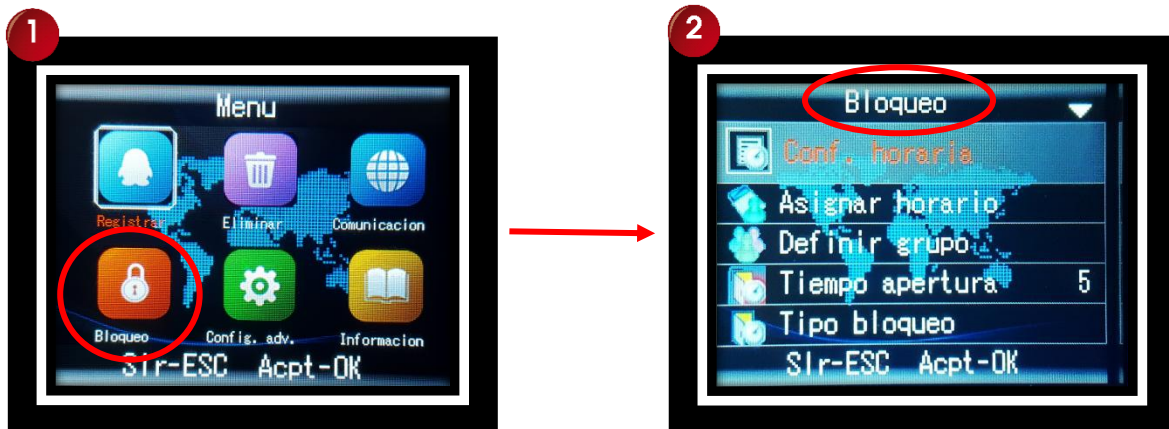 1
Menu
Registrar
Eliminar
Comunicacion
Bloqueo
Config. adv.
Informacion
Slr-ESC Acpt-OK
2
Bloqueo
Conf. horaria
Asignar horario
Definir grupo
Tiempo apertura 5
Tipo bloqueo
Slr-ESC Acpt-OK